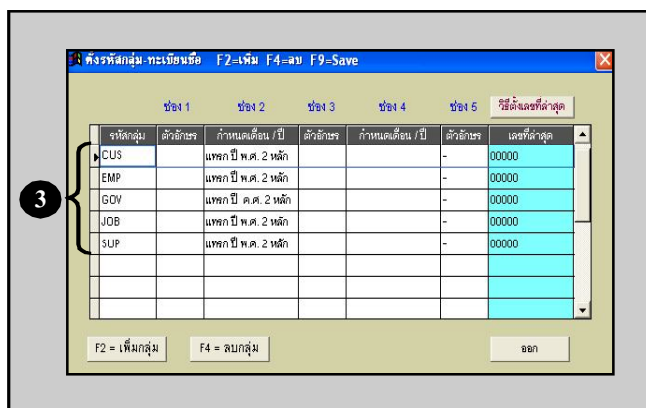 ตั้งรหัสกลุ่ม-ทะเบียนชื่อ F2=เพิ่ม F4=ลบ F9=Save
ช่อง 1 ช่อง 2 ช่อง 3 ช่อง 4 ช่อง 5 วิธีตั้งเลขที่ล่าสุด
รหัสกลุ่ม ตัวอักษร กำหนดเดือน / ปี ตัวอักษร กำหนดเดือน / ปี ตัวอักษร เลขที่ล่าสุด
CUS แทรก ปี พ.ศ. 2 หลัก - 00000
EMP แทรก ปี พ.ศ. 2 หลัก - 00000
3
GOV แทรก ปี ค.ศ. 2 หลัก - 00000
JOB แทรก ปี พ.ศ. 2 หลัก - 00000
SUP แทรก ปี พ.ศ. 2 หลัก - 00000
F2 = เพิ่มกลุ่ม F4 = ลบกลุ่ม ออก